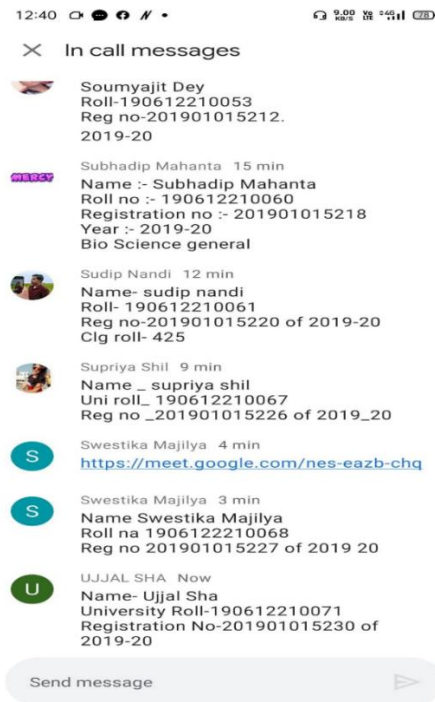 12:40
9.00 KB/S Vo LTE 4G 28
In call messages
Soumyajit Dey
Roll-190612210053
Reg no-201901015212.
2019-20
MERCY
Subhadip Mahanta 15 min
Name :- Subhadip Mahanta
Roll no :- 190612210060
Registration no :- 201901015218
Year :- 2019-20
Bio Science general
Sudip Nandi 12 min
Name- sudip nandi
Roll- 190612210061
Reg no-201901015220 of 2019-20
Clg roll- 425
Supriya Shil 9 min
Name _ supriya shil
Uni roll_ 190612210067
Reg no _201901015226 of 2019_20
S
Swestika Majilya 4 min
https://meet.google.com/nes-eazb-chq
S
Swestika Majilya 3 min
Name Swestika Majilya
Roll na 190612210068
Reg no 201901015227 of 2019 20
U
UJJAL SHA Now
Name- Ujjal Sha
University Roll-190612210071
Registration No-201901015230 of
2019-20
Send message